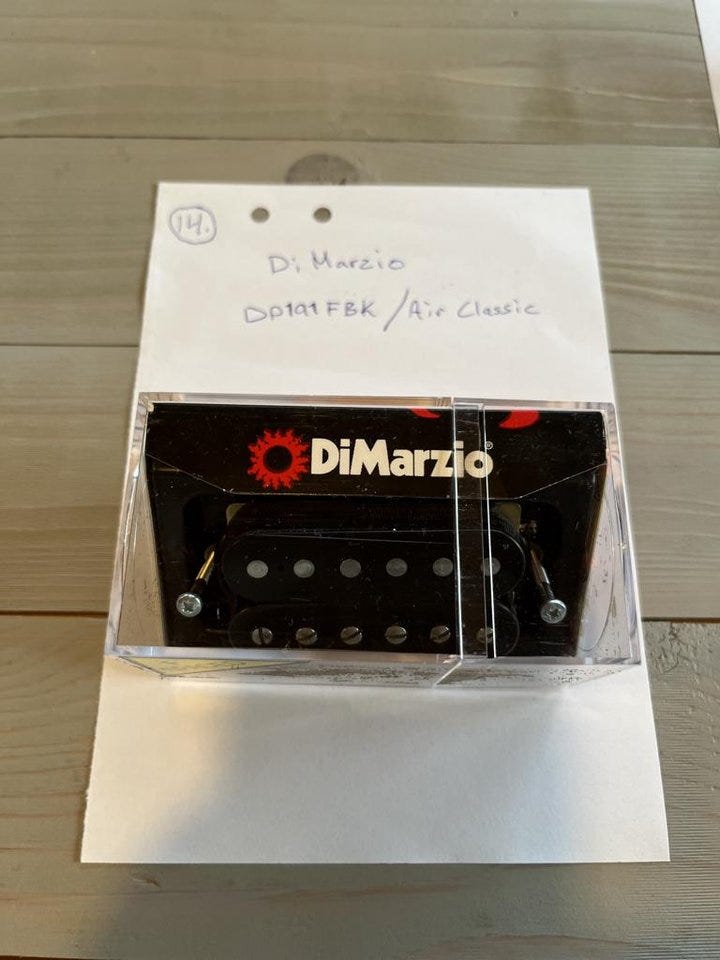 14.
Di Marzio
DP191FBK / Air Classic
DiMarzio®